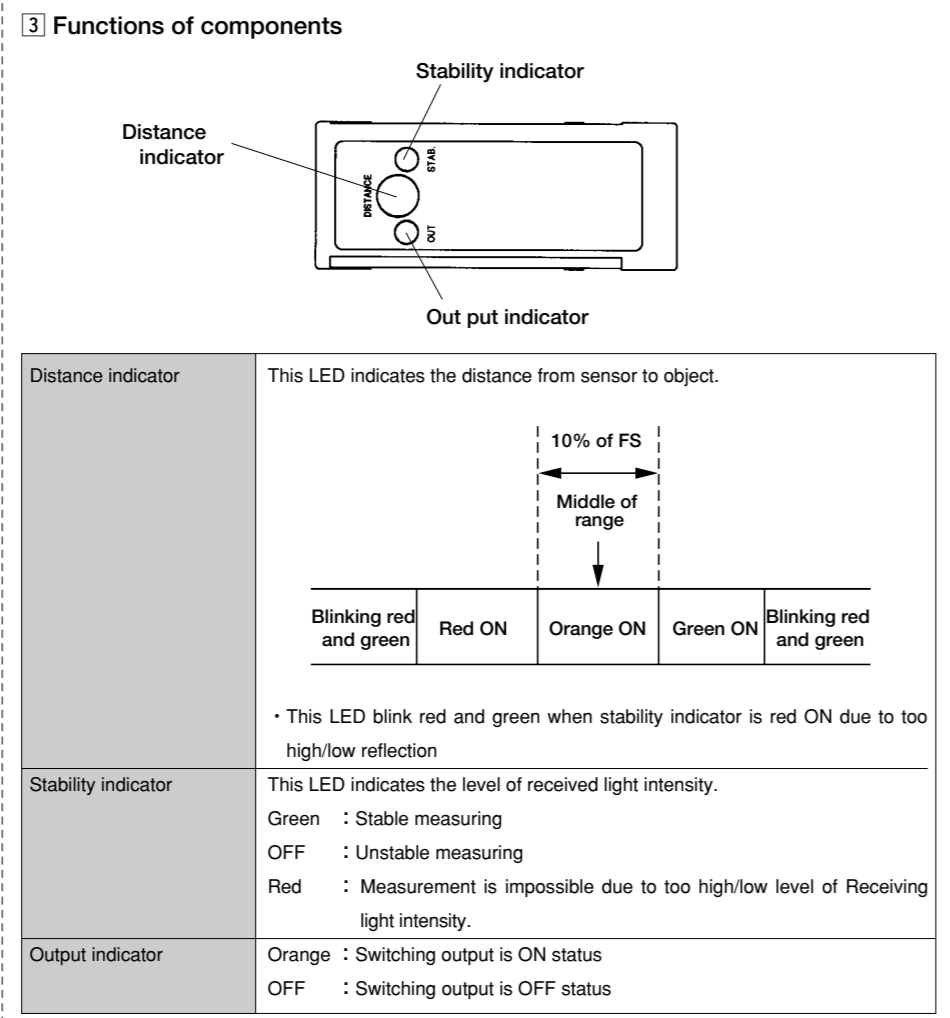 3 Functions of components
Stability indicator
Distance
indicator
STAB.
DISTANCE
OUT
Out put indicator
Distance indicator
This LED indicates the distance from sensor to object.
10% of FS
Middle of
range
Blinking red
and green
Red ON
Orange ON
Green ON
Blinking red
and green
・This LED blink red and green when stability indicator is red ON due to too
high/low reflection
Stability indicator
This LED indicates the level of received light intensity.
Green : Stable measuring
OFF : Unstable measuring
Red : Measurement is impossible due to too high/low level of Receiving
light intensity.
Output indicator
Orange : Switching output is ON status
OFF : Switching output is OFF status